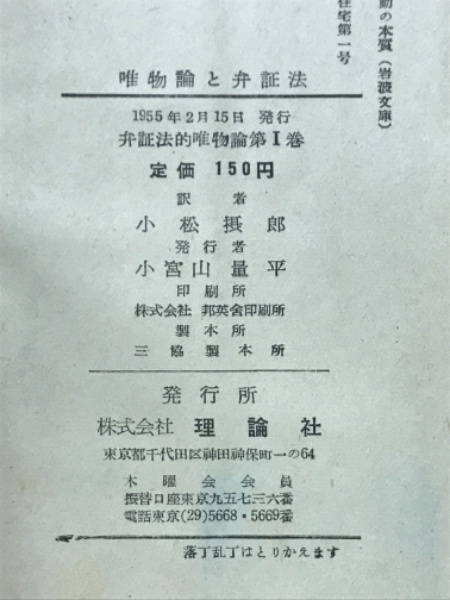 動の本質（岩波文庫）
住宅第一号
唯物論と弁証法
1955年2月15日 発行
弁証法的唯物論第Ⅰ巻
定価 150円
訳者
小松摂郎
発行者
小宮山量平
印刷所
株式会社 邦英舎印刷所
製本所
三協製本所
発行所
株式会社 理論社
東京都千代田区神田神保町一の64
木曜会会員
振替口座東京九五七三六番
電話東京(29)5668・5669番
落丁乱丁はとりかえます